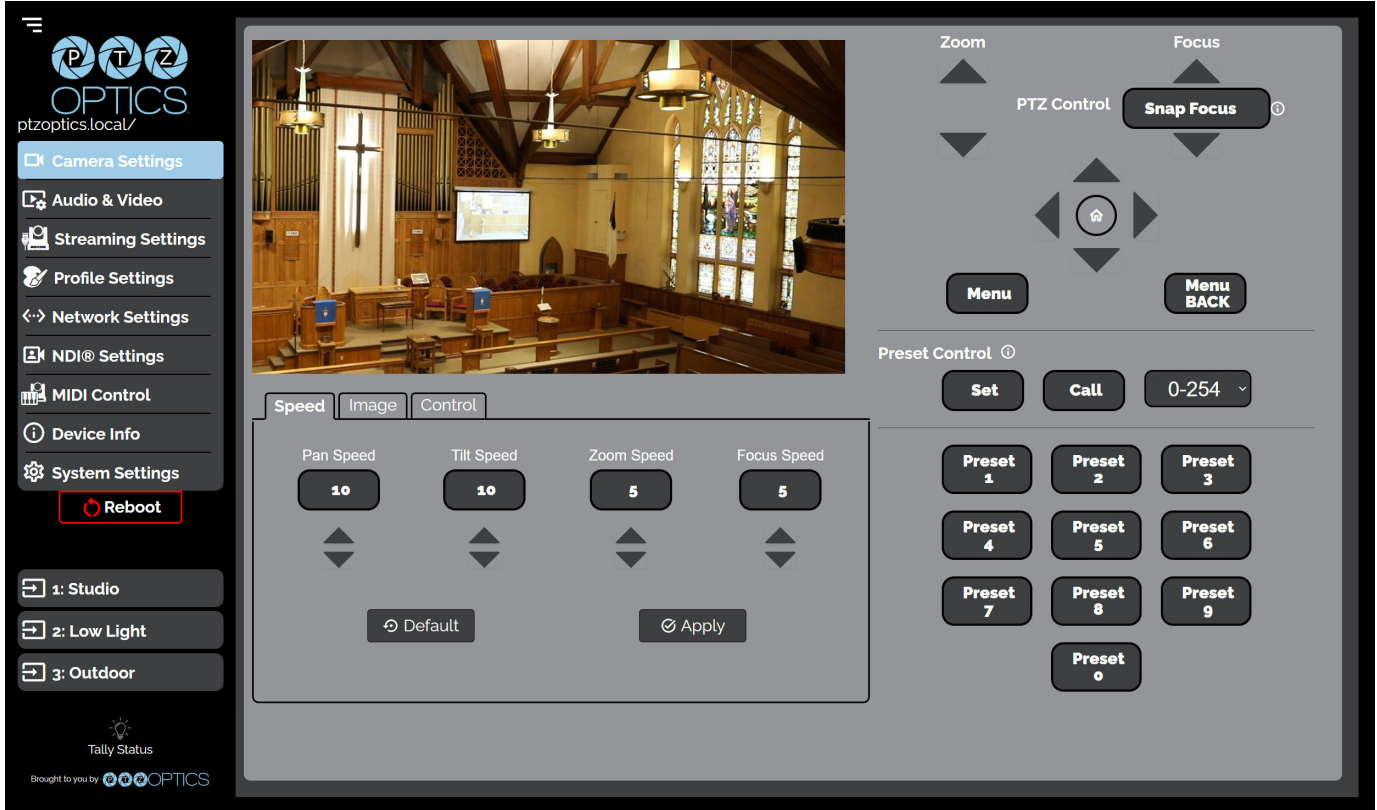 P T Z
OPTICS
ptzoptics.local/
Camera Settings
Audio & Video
Streaming Settings
Profile Settings
Network Settings
NDI® Settings
MIDI Control
Device Info
System Settings
Reboot
1: Studio
2: Low Light
3: Outdoor
Tally Status
Brought to you by PTZOPTICS
Speed Image Control
Pan Speed Tilt Speed Zoom Speed Focus Speed
10 10 5 5
Default Apply
Zoom Focus
PTZ Control Snap Focus
Menu
Menu
BACK
Preset Control
Set Call 0-254
Preset
1
Preset
2
Preset
3
Preset
4
Preset
5
Preset
6
Preset
7
Preset
8
Preset
9
Preset
0